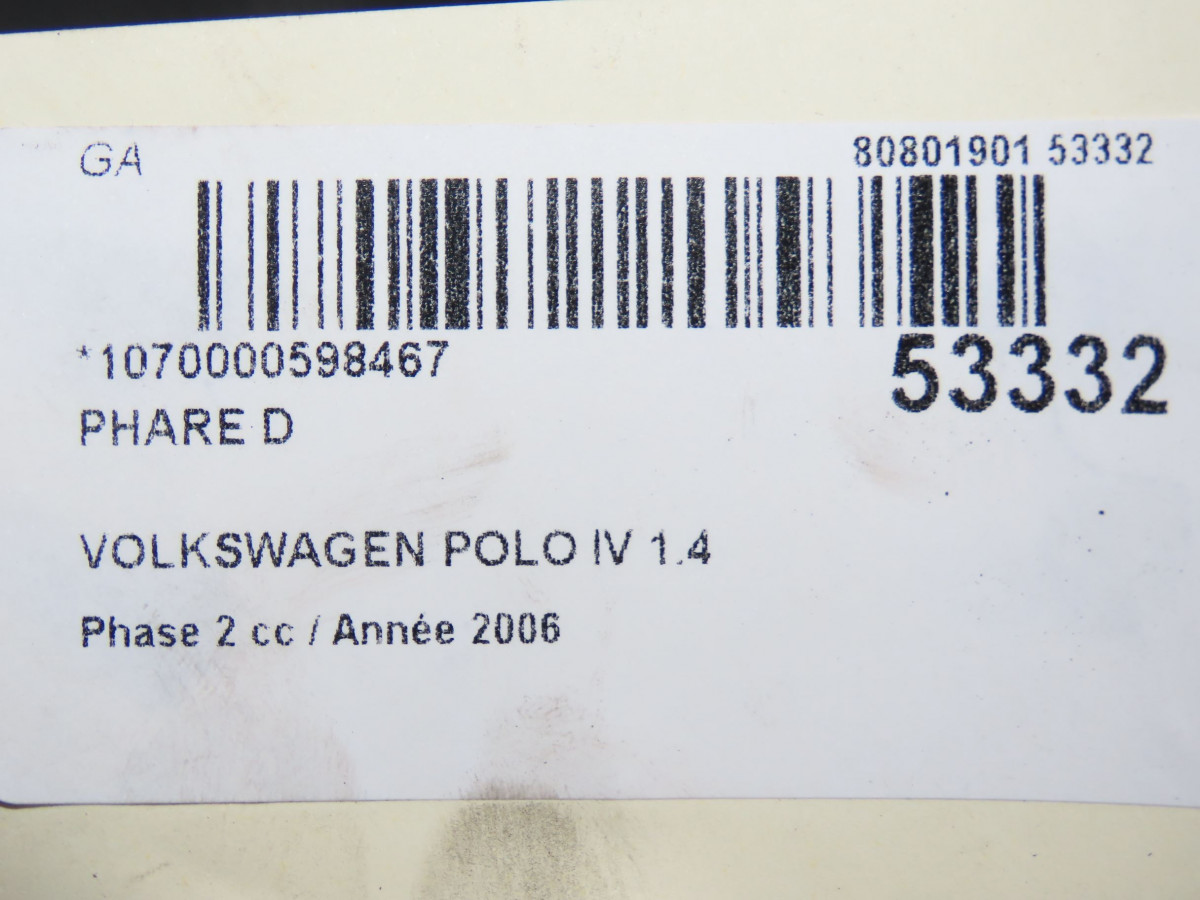 GA
80801901 53332
*1070000598467
53332
PHARE D
VOLKSWAGEN POLO IV 1.4
Phase 2 cc / Année 2006